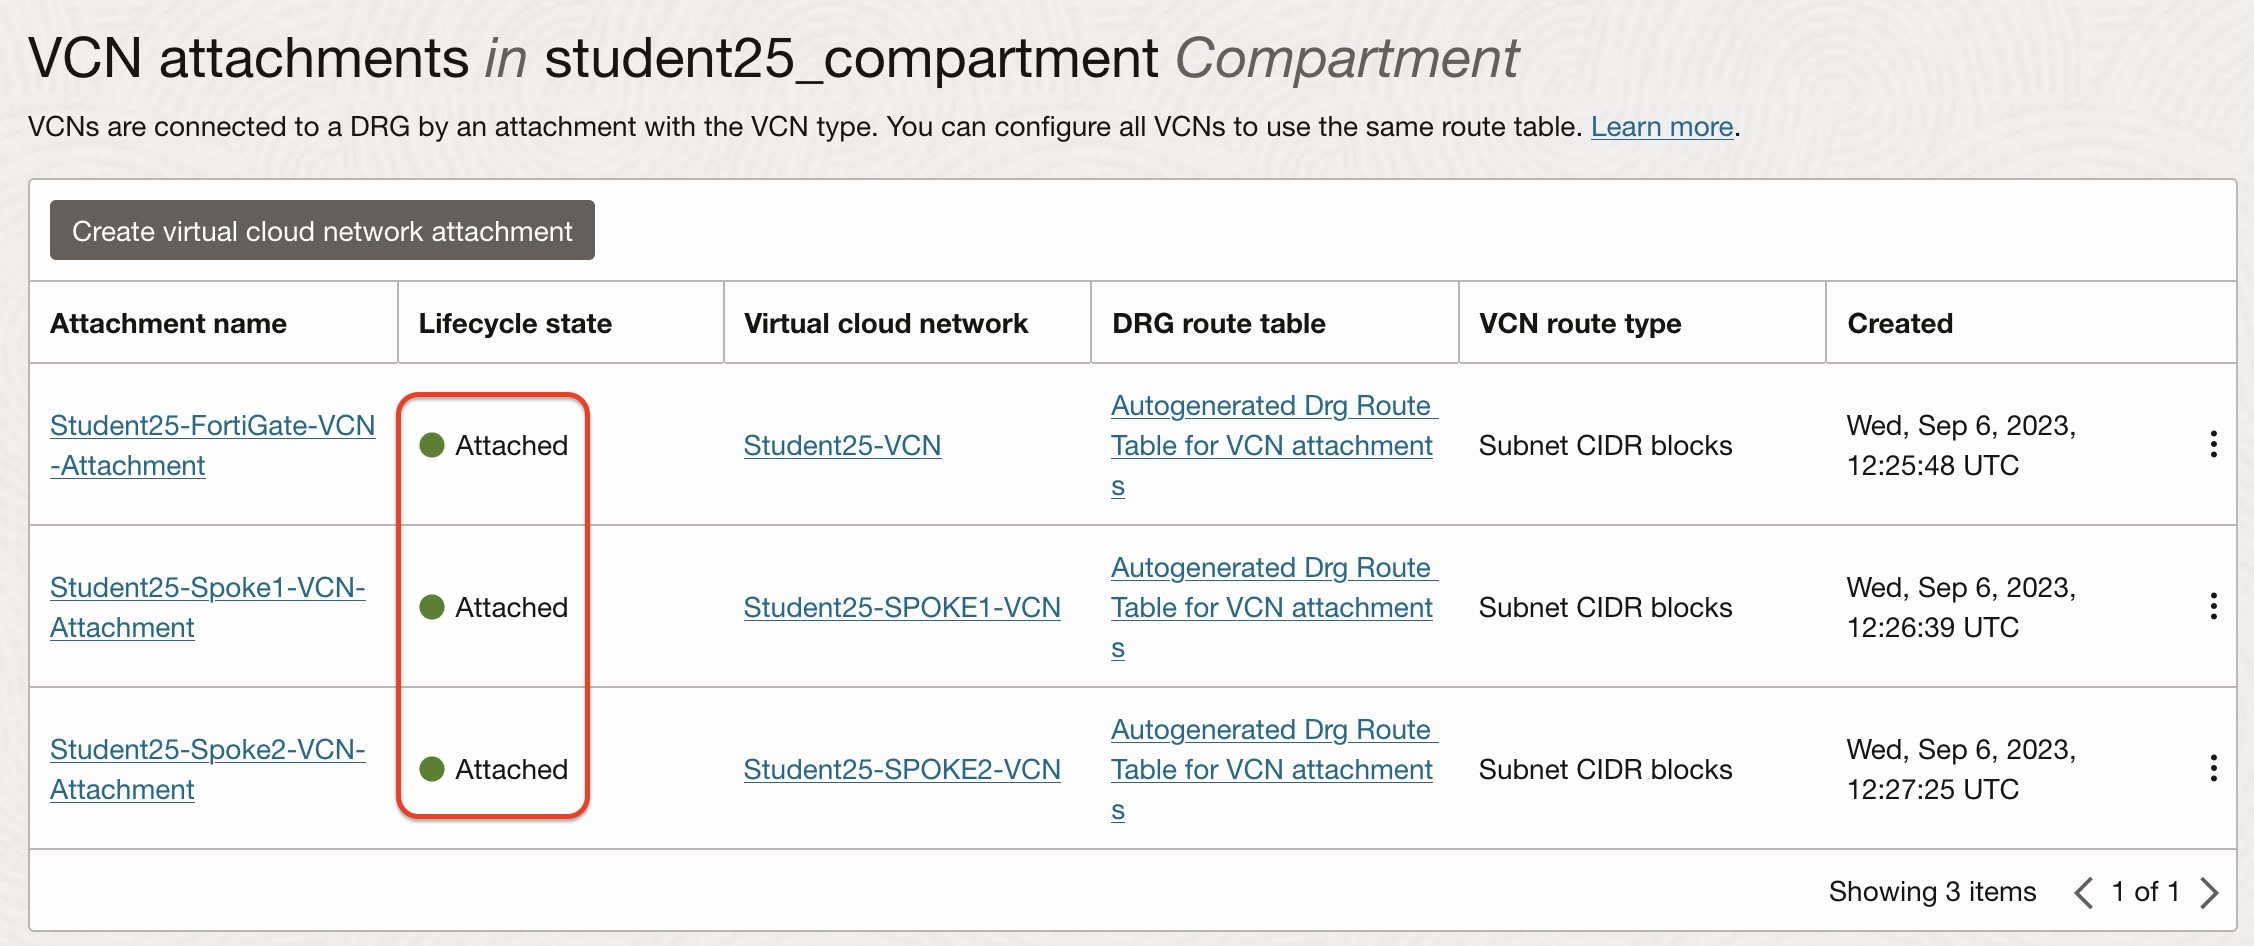 VCN attachments in student25_compartment Compartment
VCNs are connected to a DRG by an attachment with the VCN type. You can configure all VCNs to use the same route table. Learn more.
Create virtual cloud network attachment
Attachment name Lifecycle state Virtual cloud network DRG route table VCN route type Created
Student25-FortiGate-VCN
-Attachment
Attached
Student25-VCN
Autogenerated Drg Route
Table for VCN attachment
s
Subnet CIDR blocks
Wed, Sep 6, 2023,
12:25:48 UTC
Student25-Spoke1-VCN-
Attachment
Attached
Student25-SPOKE1-VCN
Autogenerated Drg Route
Table for VCN attachment
s
Subnet CIDR blocks
Wed, Sep 6, 2023,
12:26:39 UTC
Student25-Spoke2-VCN-
Attachment
Attached
Student25-SPOKE2-VCN
Autogenerated Drg Route
Table for VCN attachment
s
Subnet CIDR blocks
Wed, Sep 6, 2023,
12:27:25 UTC
Showing 3 items 1 of 1